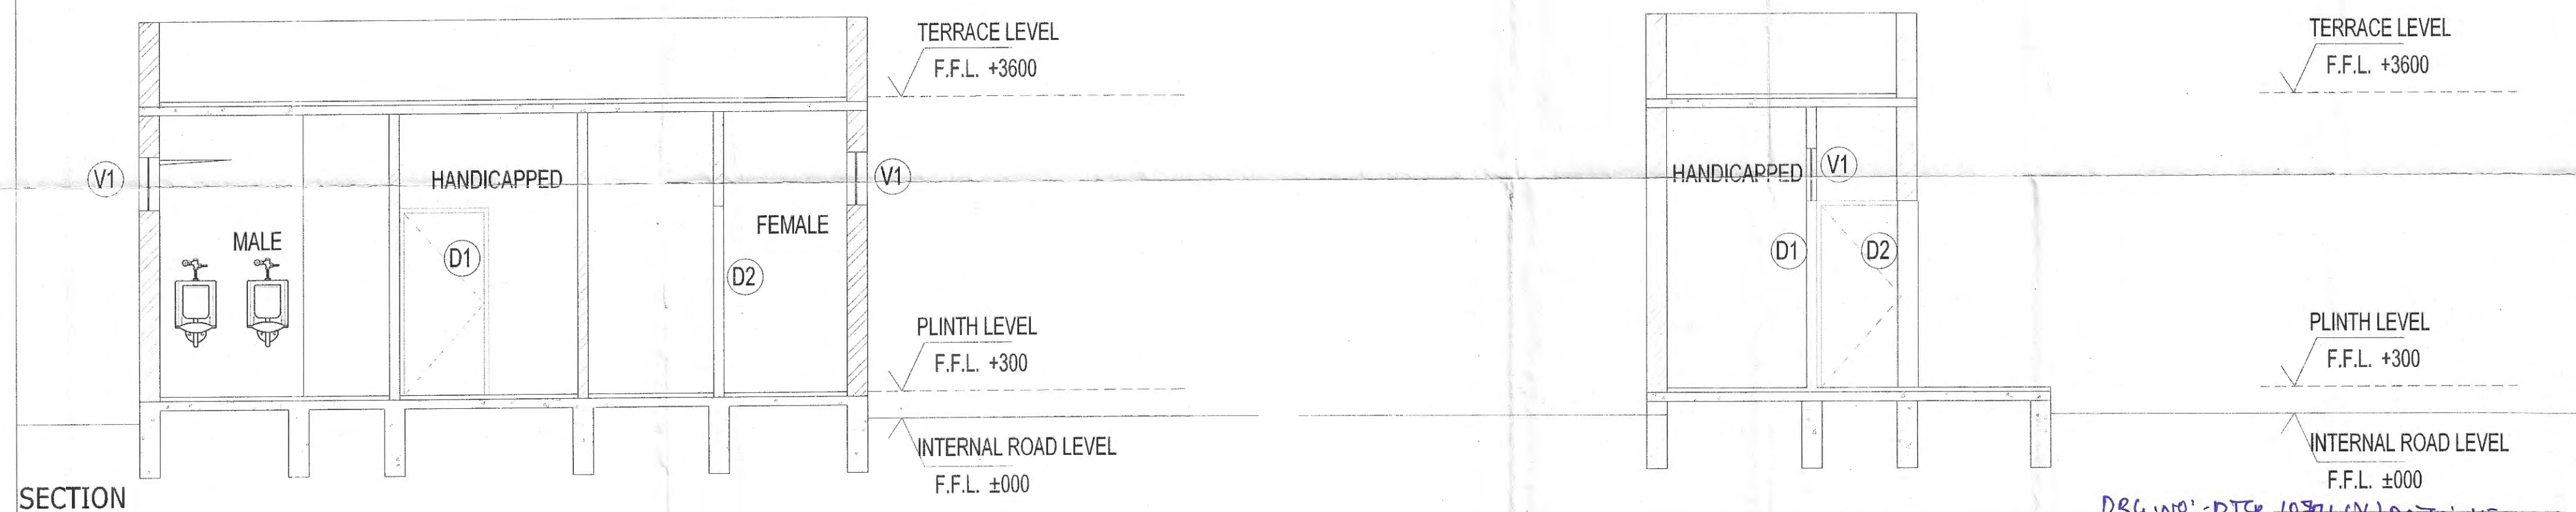 TERRACE LEVEL
F.F.L. +3600
V1
HANDICAPPED
V1
MALE
FEMALE
D1
D2
PLINTH LEVEL
F.F.L. +300
INTERNAL ROAD LEVEL
F.F.L. ±000
SECTION
TERRACE LEVEL
F.F.L. +3600
HANDICAPPED
V1
D1
D2
PLINTH LEVEL
F.F.L. +300
INTERNAL ROAD LEVEL
F.F.L. ±000